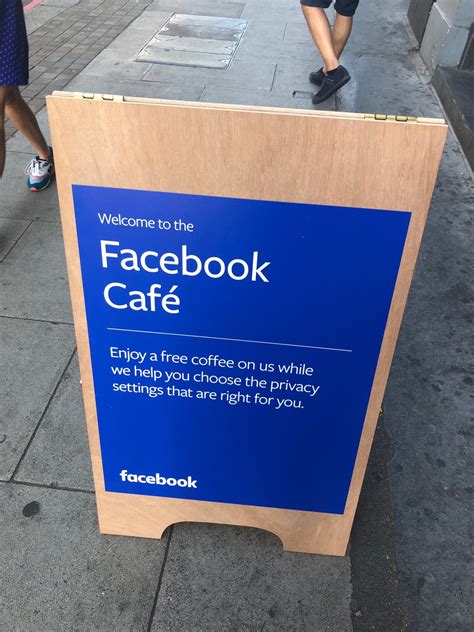 Welcome to the
Facebook
Café
Enjoy a free coffee on us while
we help you choose the privacy
settings that are right for you.
facebook